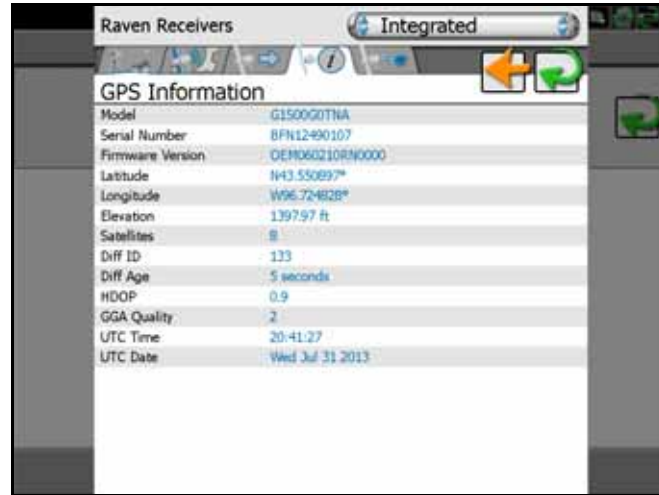 Raven Receivers Integrated
GPS Information
Model G1500G0TNA
Serial Number BFN12490107
Firmware Version OEM060210RN0000
Latitude N43.550897°
Longitude W96.724828°
Elevation 1397.97 ft
Satellites 8
Diff ID 133
Diff Age 5 seconds
HDOP 0.9
GGA Quality 2
UTC Time 20:41:27
UTC Date Wed Jul 31 2013